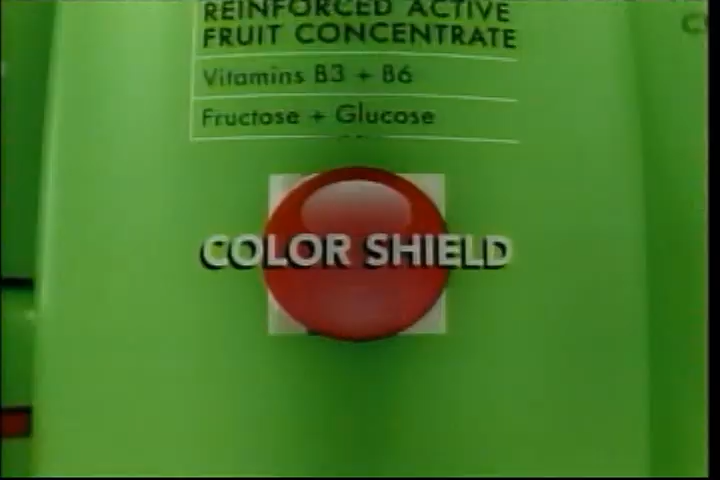 REINFORCED ACTIVE
FRUIT CONCENTRATE
Vitamins B3 + B6
Fructose + Glucose
COLOR SHIELD